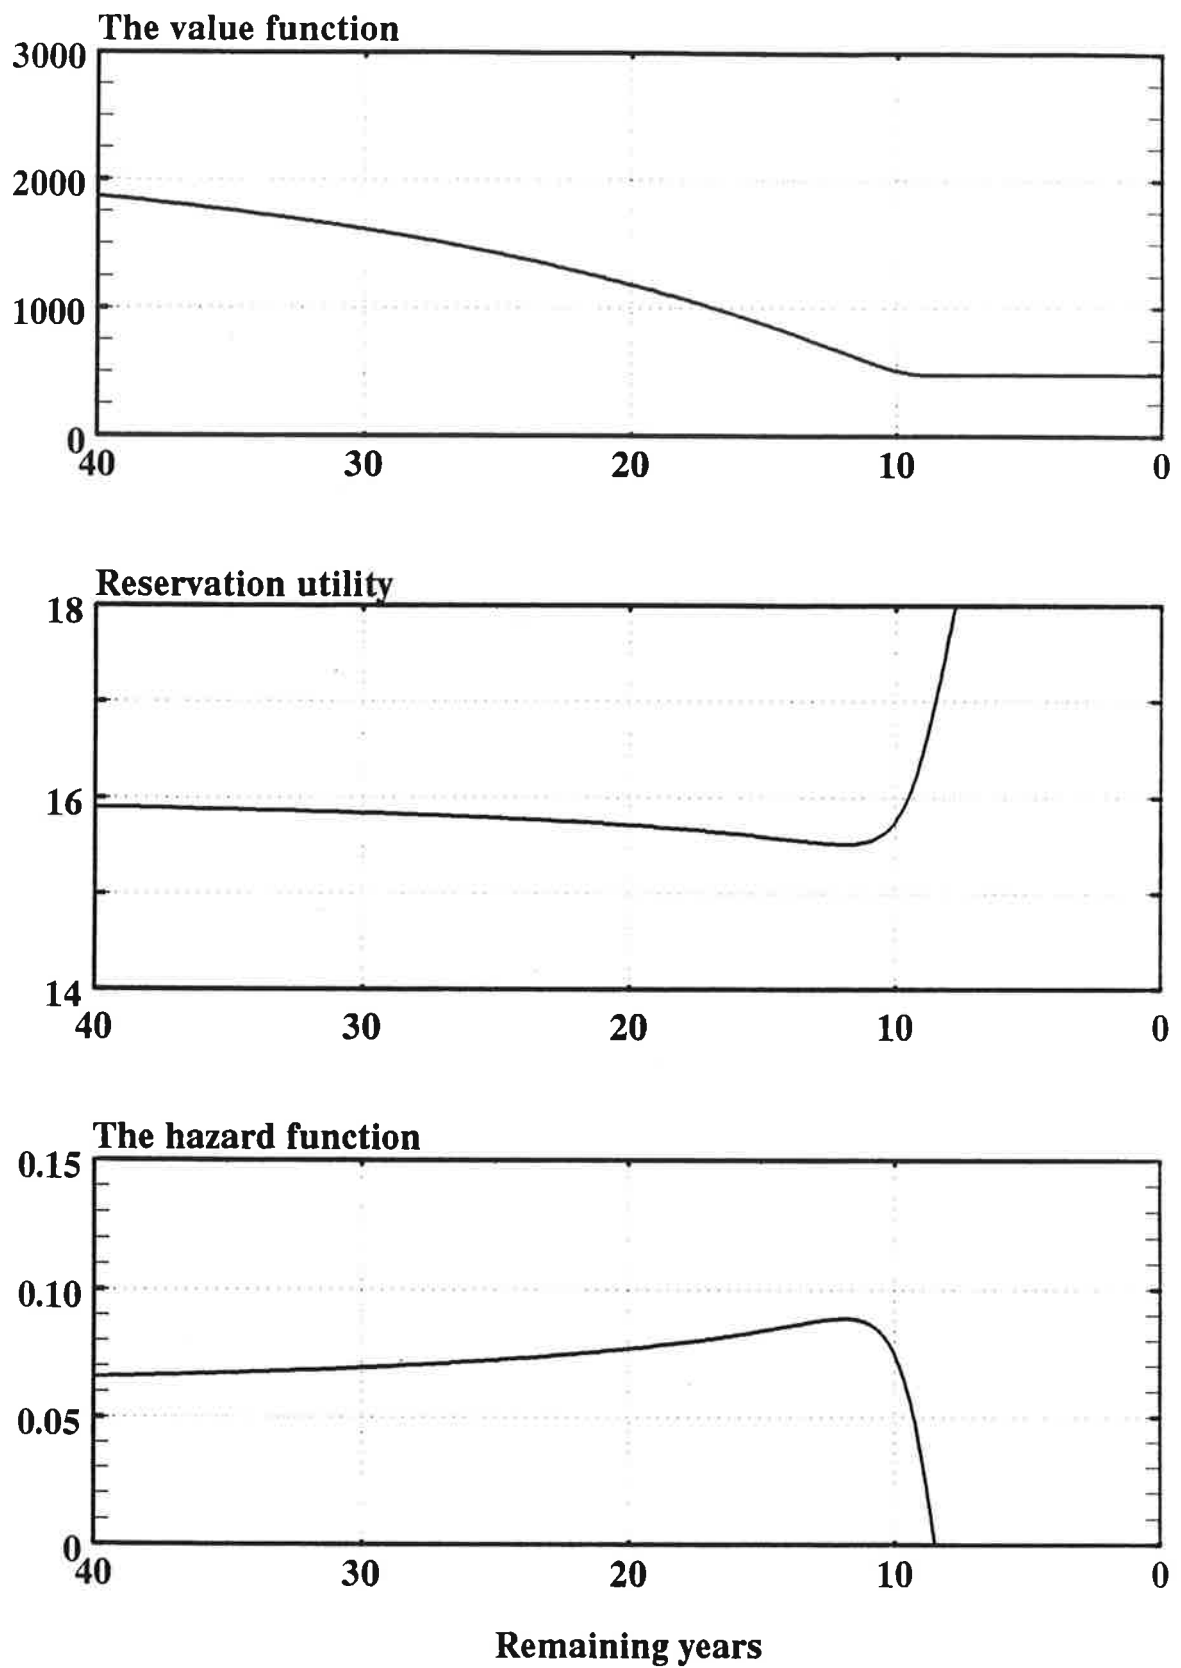 The value function
3000
2000
1000
0
40 30 20 10 0
Reservation utility
18
16
14
40 30 20 10 0
The hazard function
0.15
0.10
0.05
0
40 30 20 10 0
Remaining years